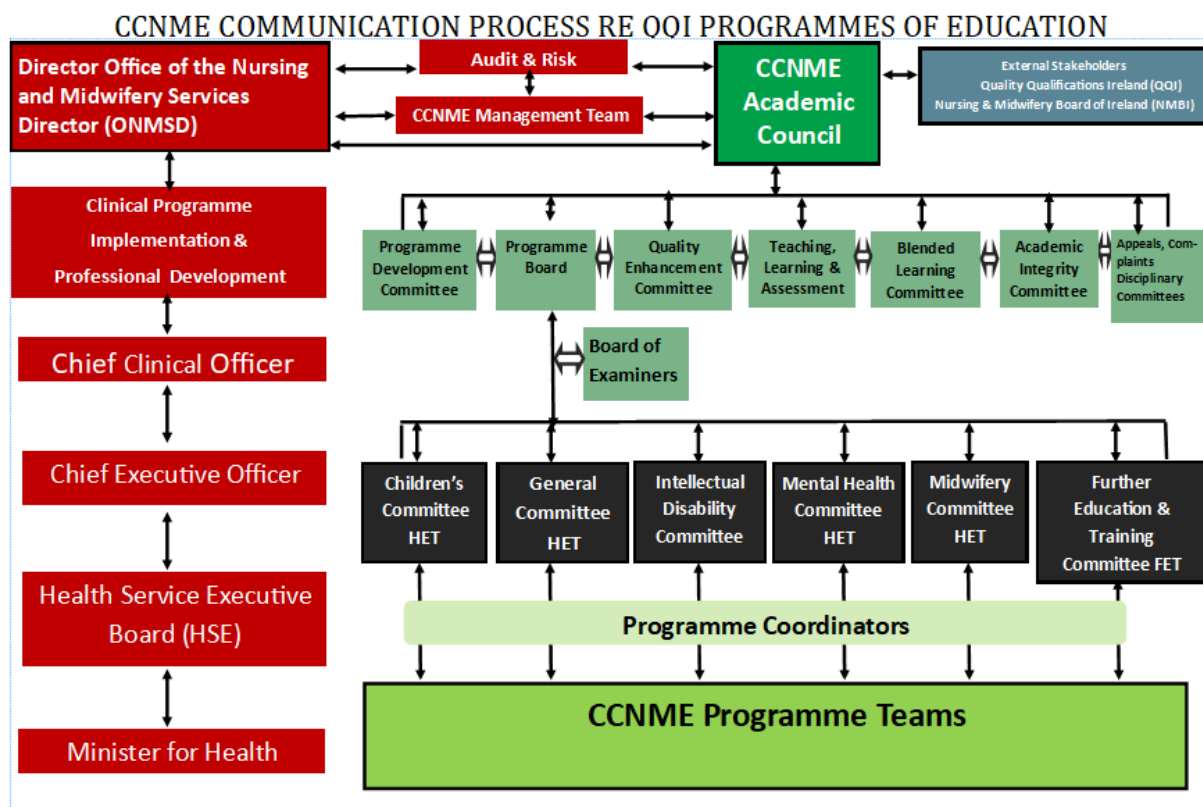 CCNME COMMUNICATION PROCESS RE QQI PROGRAMMES OF EDUCATION
Director Office of the Nursing
and Midwifery Services
Director (ONMSD)
Audit & Risk
CCNME Management Team
CCNME
Academic
Council
External Stakeholders
Quality Qualifications Ireland (QQI)
Nursing & Midwifery Board of Ireland (NMBI)
Clinical Programme
Implementation &
Professional Development
Chief Clinical Officer
Chief Executive Officer
Health Service Executive
Board (HSE)
Minister for Health
Programme
Development
Committee
Programme
Board
Quality
Enhancement
Committee
Teaching,
Learning &
Assessment
Blended
Learning
Committee
Academic
Integrity
Committee
Appeals, Com-
plaints
Disciplinary
Committees
Board of
Examiners
Children's
Committee
HET
General
Committee
HET
Intellectual
Disability
Committee
Mental Health
Committee
HET
Midwifery
Committee
HET
Further
Education &
Training
Committee FET
Programme Coordinators
CCNME Programme Teams